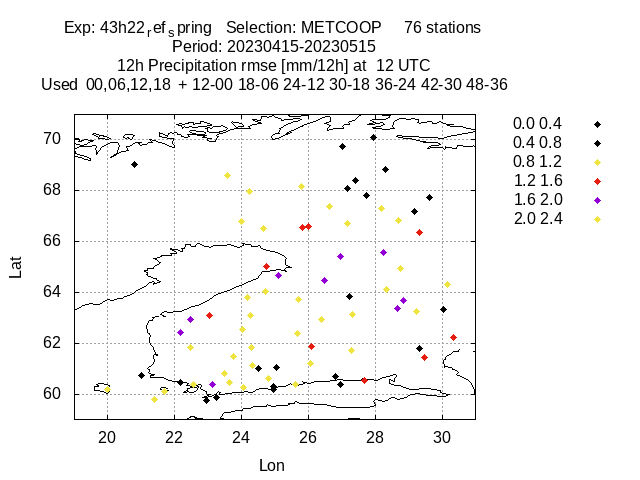 Exp: 43h22refspring   Selection: METCOOP    76 stations
Period: 20230415-20230515
12h Precipitation rmse [mm/12h] at  12 UTC
Used  00,06,12,18  + 12-00 18-06 24-12 30-18 36-24 42-30 48-36
0.0 0.4
0.4 0.8
0.8 1.2
1.2 1.6
1.6 2.0
2.0 2.4
Lat
70
68
66
64
62
60
20 22 24 26 28 30
Lon